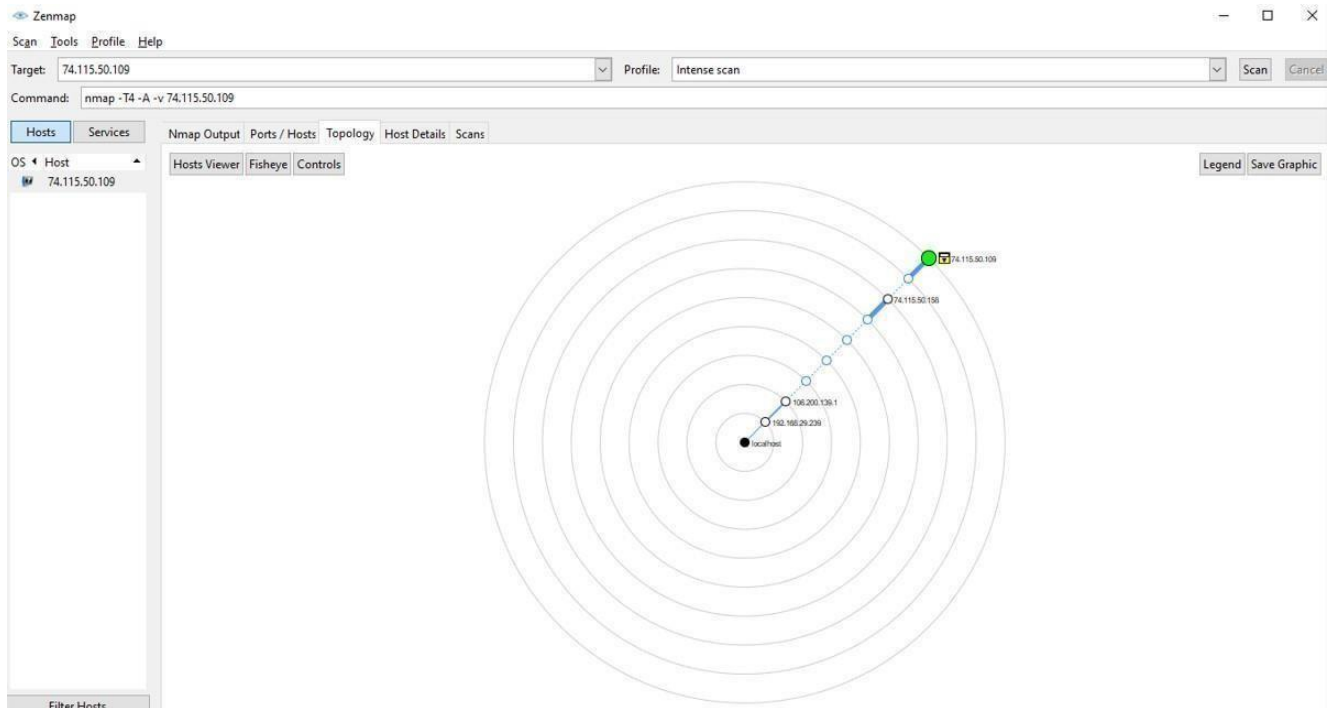 Zenmap
Scan Tools Profile Help
Target: 74.115.50.109 Profile: Intense scan Scan Cancel
Command: nmap -T4 -A -v 74.115.50.109
Hosts Services Nmap Output Ports / Hosts Topology Host Details Scans
OS Host Hosts Viewer Fisheye Controls Legend Save Graphic
74.115.50.109
74.115.50.109
74.115.50.158
106.200.139.1
192.168.29.239
localhost
Filter Hosts